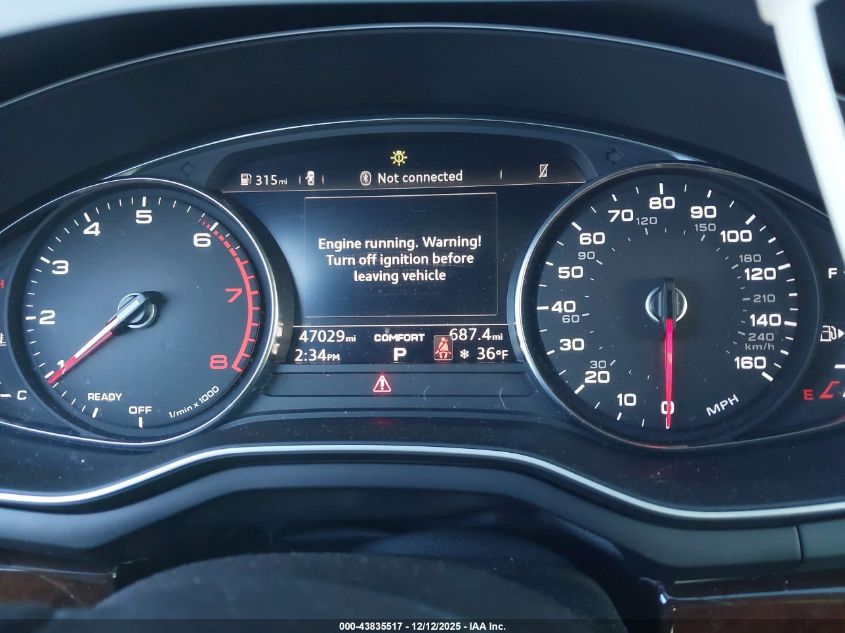 315mi
Not connected
Engine running. Warning!
Turn off ignition before
leaving vehicle
47029mi COMFORT 687.4mi
2:34PM P 36°F
1 2 3 4 5 6 7 8
READY
OFF
1/min x 1000
C
H
0 10 20 30 40 50 60 70 80 90 100 120 140 160
30 60 90 120 150 180 210 240
km/h
MPH
F
E
000-43835517 - 12/12/2025 - IAA Inc.